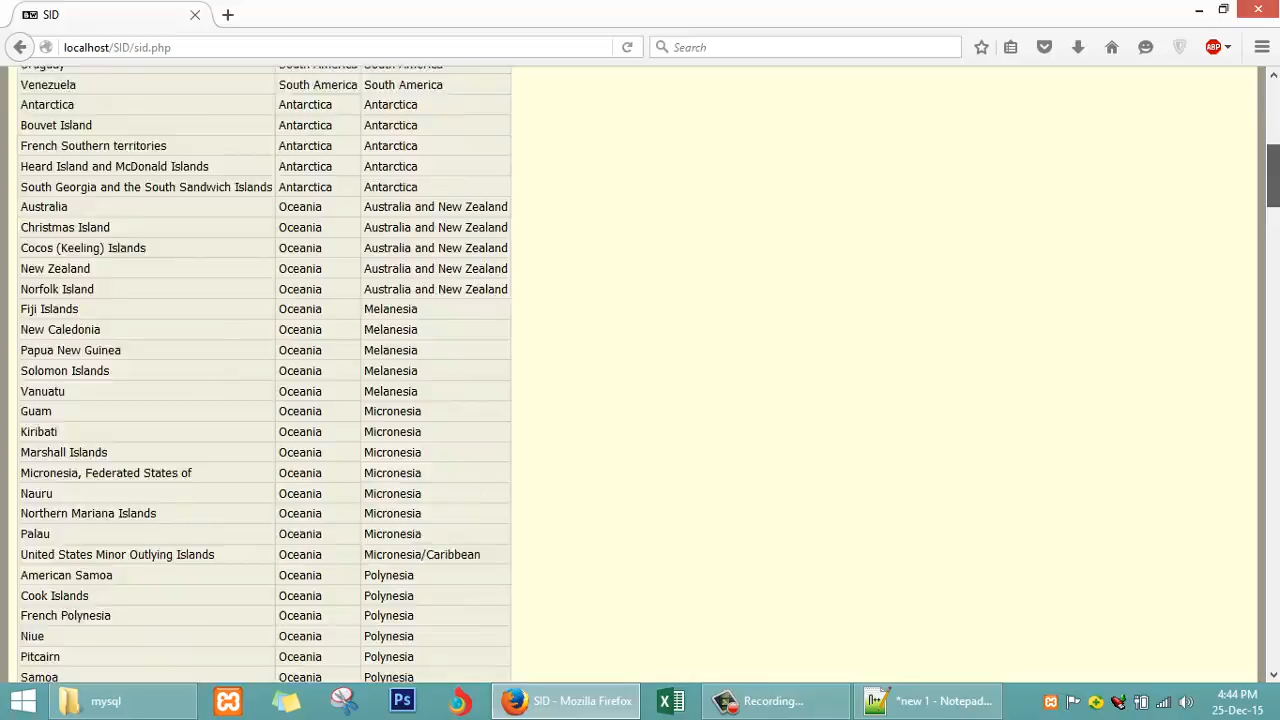 SID
localhost/SID/sid.php
Search
ABP
Uruguay South America South America
Venezuela South America South America
Antarctica Antarctica Antarctica
Bouvet Island Antarctica Antarctica
French Southern territories Antarctica Antarctica
Heard Island and McDonald Islands Antarctica Antarctica
South Georgia and the South Sandwich Islands Antarctica Antarctica
Australia Oceania Australia and New Zealand
Christmas Island Oceania Australia and New Zealand
Cocos (Keeling) Islands Oceania Australia and New Zealand
New Zealand Oceania Australia and New Zealand
Norfolk Island Oceania Australia and New Zealand
Fiji Islands Oceania Melanesia
New Caledonia Oceania Melanesia
Papua New Guinea Oceania Melanesia
Solomon Islands Oceania Melanesia
Vanuatu Oceania Melanesia
Guam Oceania Micronesia
Kiribati Oceania Micronesia
Marshall Islands Oceania Micronesia
Micronesia, Federated States of Oceania Micronesia
Nauru Oceania Micronesia
Northern Mariana Islands Oceania Micronesia
Palau Oceania Micronesia
United States Minor Outlying Islands Oceania Micronesia/Caribbean
American Samoa Oceania Polynesia
Cook Islands Oceania Polynesia
French Polynesia Oceania Polynesia
Niue Oceania Polynesia
Pitcairn Oceania Polynesia
Samoa Oceania Polynesia
mysql
Ps
SID - Mozilla Firefox
Recording...
*new 1 - Notepad...
4:44 PM
25-Dec-15